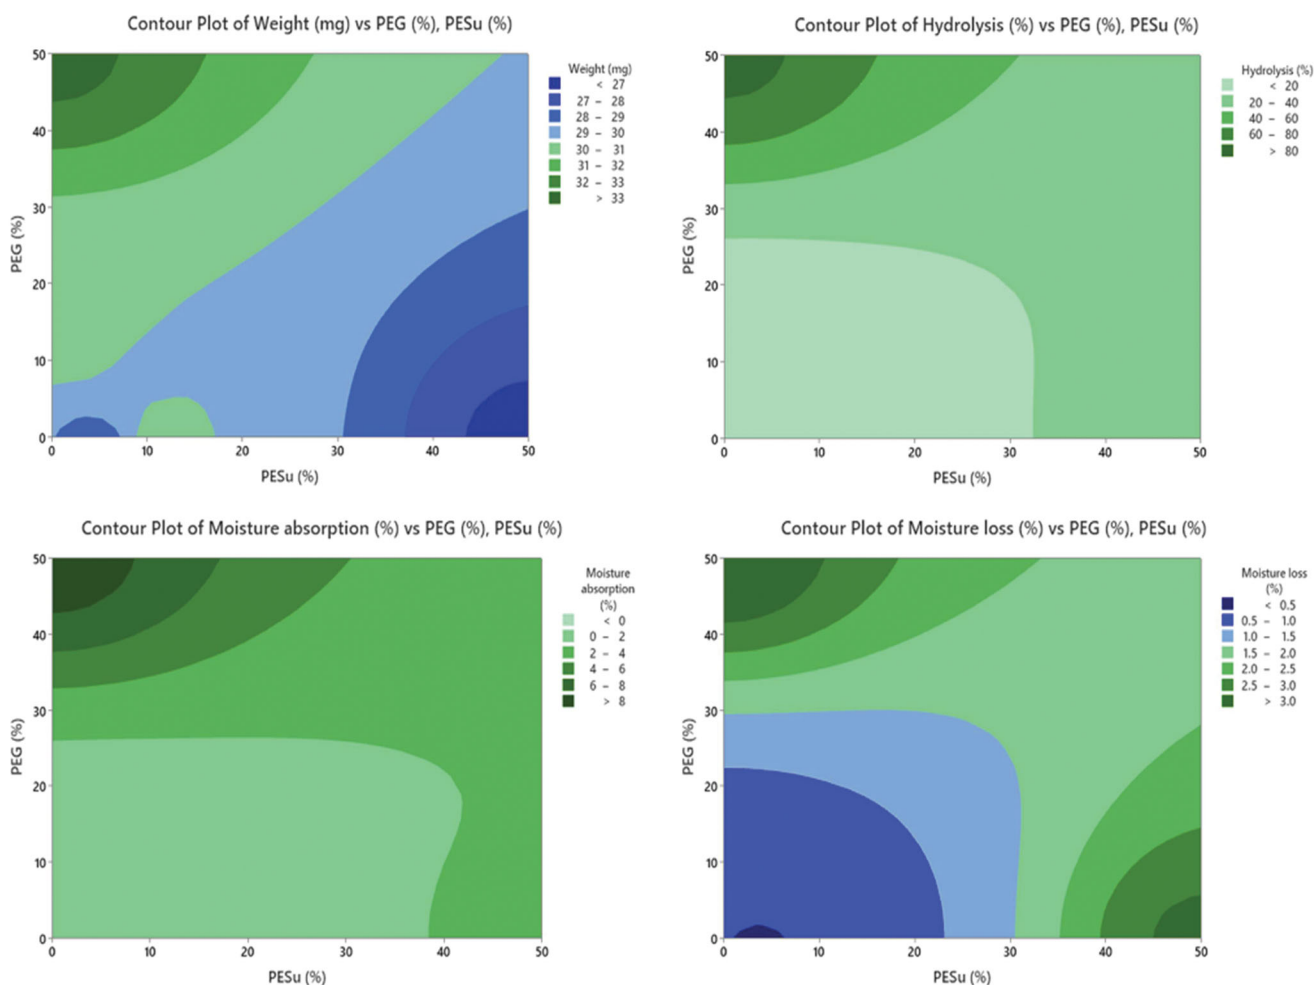 Contour Plot of Weight (mg) vs PEG (%), PESu (%)
50
40
30
20
10
0
PEG (%)
0 10 20 30 40 50
PESu (%)
Weight (mg)
< 27
27 – 28
28 – 29
29 – 30
30 – 31
31 – 32
32 – 33
> 33
Contour Plot of Hydrolysis (%) vs PEG (%), PESu (%)
50
40
30
20
10
0
PEG (%)
0 10 20 30 40 50
PESu (%)
Hydrolysis (%)
< 20
20 – 40
40 – 60
60 – 80
> 80
Contour Plot of Moisture absorption (%) vs PEG (%), PESu (%)
50
40
30
20
10
0
PEG (%)
0 10 20 30 40 50
PESu (%)
Moisture
absorption
(%)
< 0
0 – 2
2 – 4
4 – 6
6 – 8
> 8
Contour Plot of Moisture loss (%) vs PEG (%), PESu (%)
50
40
30
20
10
0
PEG (%)
0 10 20 30 40 50
PESu (%)
Moisture loss
(%)
< 0.5
0.5 – 1.0
1.0 – 1.5
1.5 – 2.0
2.0 – 2.5
2.5 – 3.0
> 3.0